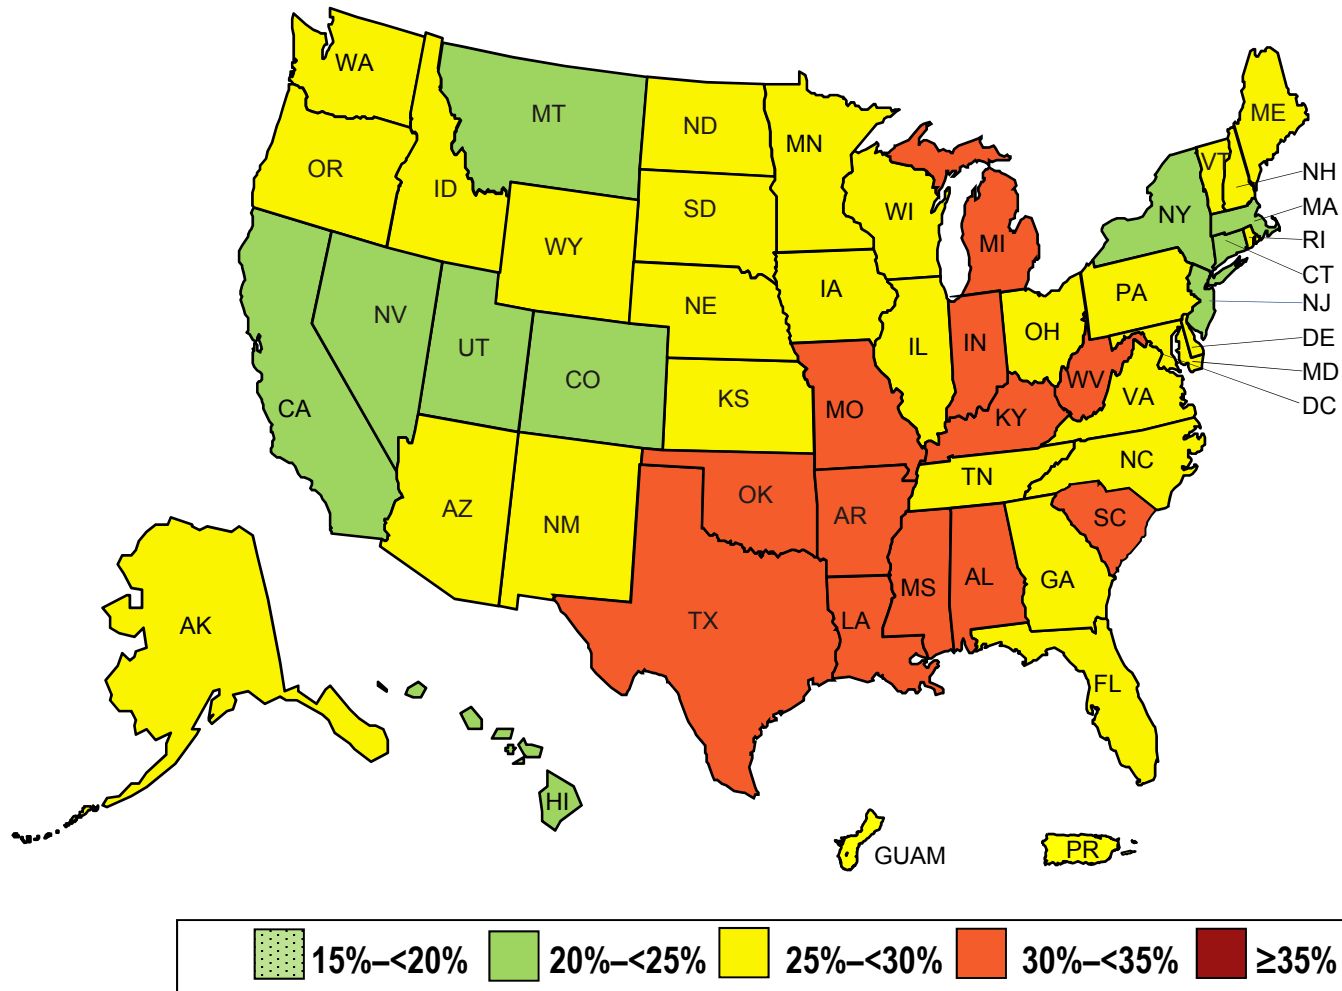 WA
MT
ND
MN
ME
VT
NH
OR
ID
SD
WI
NY
MA
WY
MI
RI
CT
NE
IA
PA
NJ
NV
UT
IL
IN
OH
DE
CO
WV
MD
CA
KS
MO
KY
VA
DC
NC
TN
AZ
NM
OK
AR
SC
MS
AL
GA
TX
LA
AK
FL
HI
GUAM
PR
15%–<20% 20%–<25% 25%–<30% 30%–<35% ≥35%